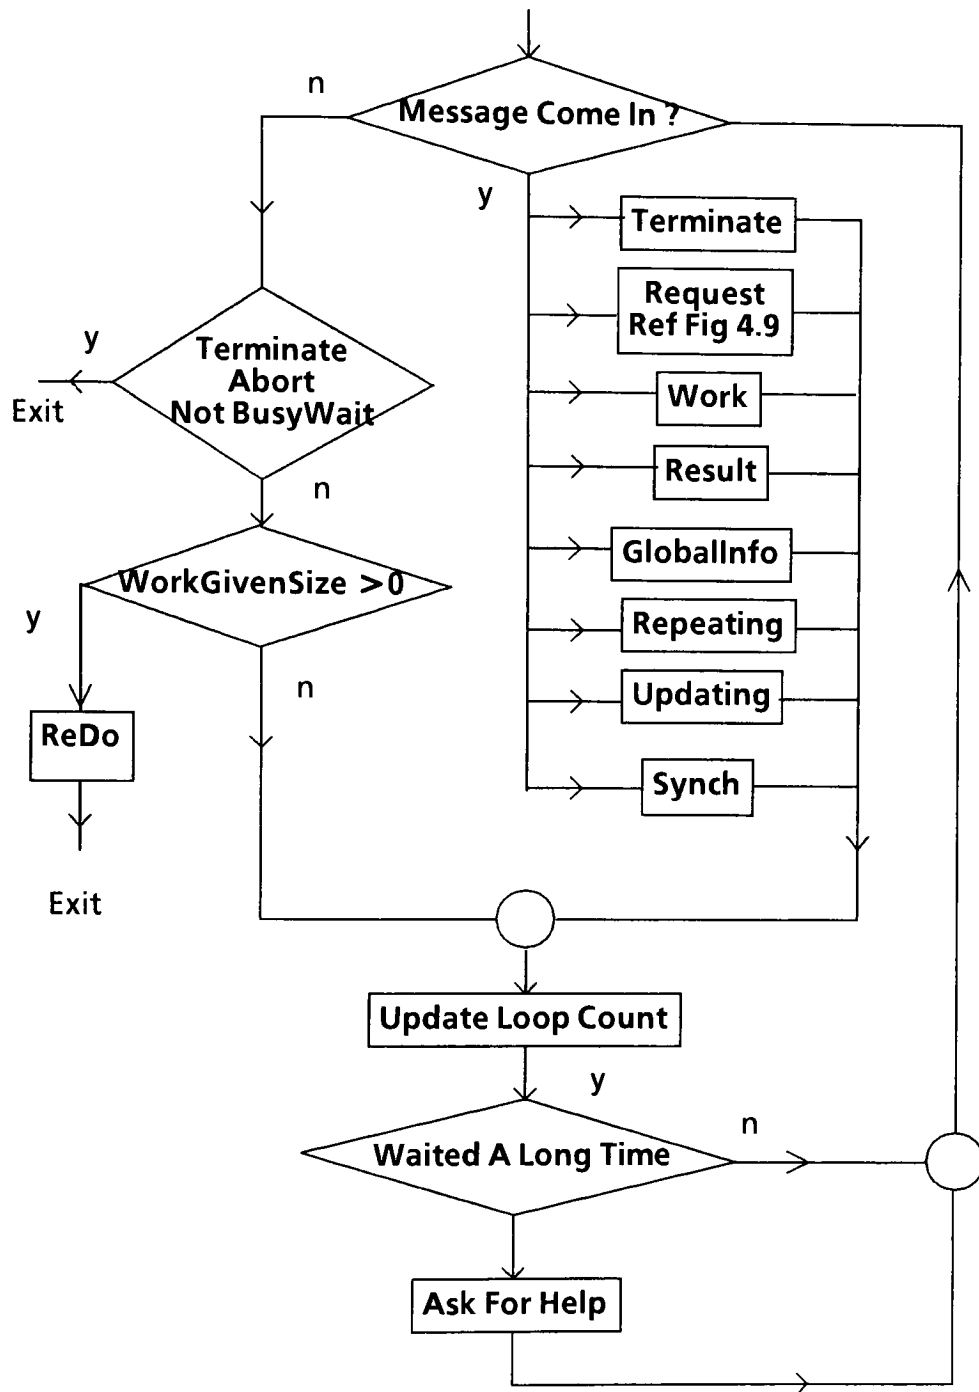 n
Message Come In ?
y
Terminate
Request
Ref Fig 4.9
Work
Result
GlobalInfo
Repeating
Updating
Synch
y
Exit
Terminate
Abort
Not BusyWait
n
WorkGivenSize >0
y
n
ReDo
Exit
Update Loop Count
y
Waited A Long Time
n
Ask For Help